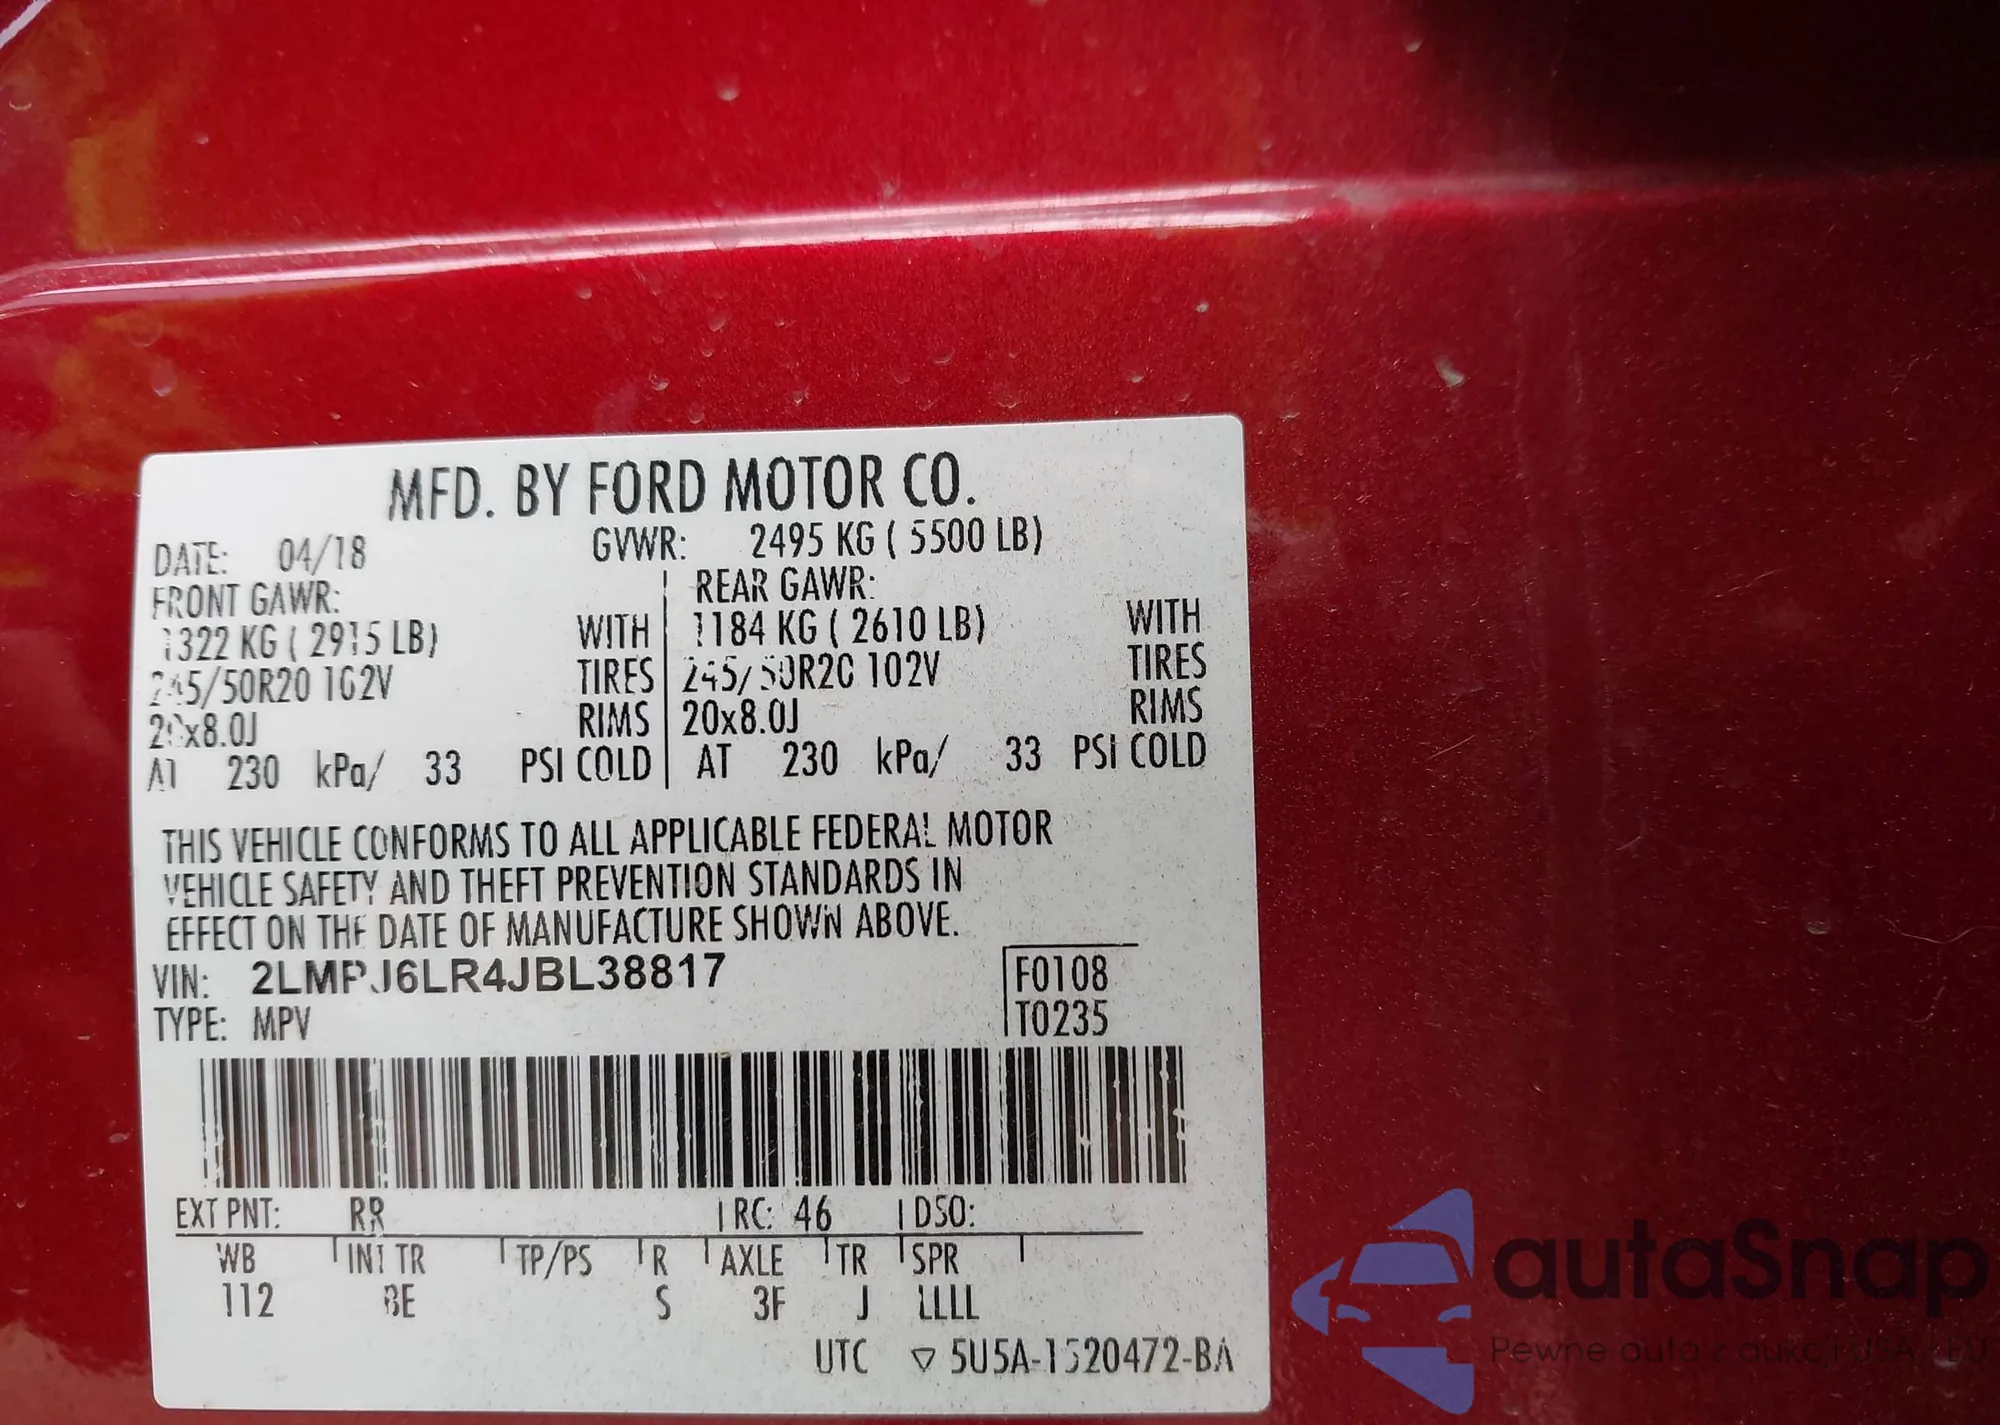 MFD. BY FORD MOTOR CO.
DATE: 04/18 GVWR: 2495 KG ( 5500 LB)
FRONT GAWR: REAR GAWR:
1322 KG ( 2915 LB) WITH 1184 KG ( 2610 LB) WITH
245/50R20 102V TIRES 245/50R20 102V TIRES
20x8.0J RIMS 20x8.0J RIMS
AT 230 kPa/ 33 PSI COLD AT 230 kPa/ 33 PSI COLD
THIS VEHICLE CONFORMS TO ALL APPLICABLE FEDERAL MOTOR
VEHICLE SAFETY AND THEFT PREVENTION STANDARDS IN
EFFECT ON THE DATE OF MANUFACTURE SHOWN ABOVE.
VIN: 2LMPJ6LR4JBL38817 F0108
TYPE: MPV T0235
EXT PNT: RR RC: 46 DSO:
WB INT TR TP/PS R AXLE TR SPR
112 BE S 3F J LLLL
UTC ▽ 5U5A-1520472-BA
autaSnap
Pewne auta z aukcji USA i EU